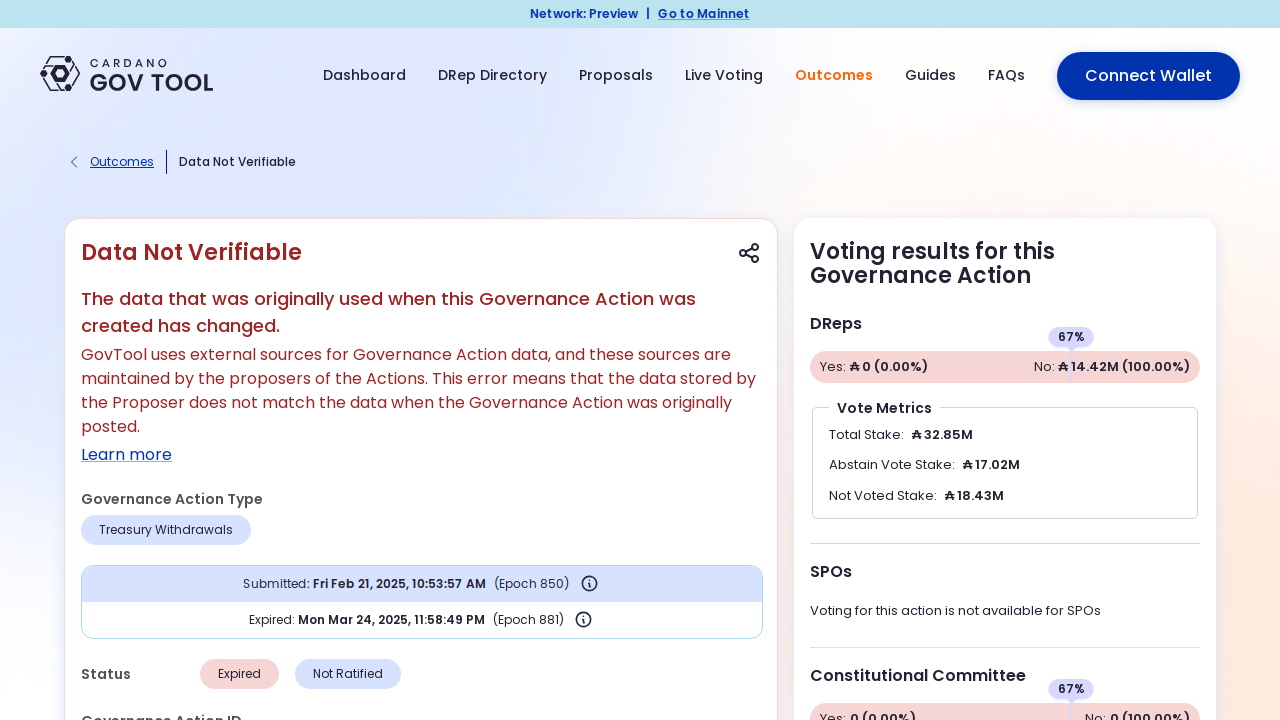 Network: Preview | Go to Mainnet
CARDANO
GOV TOOL
Dashboard
DRep Directory
Proposals
Live Voting
Outcomes
Guides
FAQs
Connect Wallet
Outcomes
Data Not Verifiable
Data Not Verifiable
The data that was originally used when this Governance Action was
created has changed.
GovTool uses external sources for Governance Action data, and these sources are
maintained by the proposers of the Actions. This error means that the data stored by
the Proposer does not match the data when the Governance Action was originally
posted.
Learn more
Governance Action Type
Treasury Withdrawals
Submitted: Fri Feb 21, 2025, 10:53:57 AM (Epoch 850)
Expired: Mon Mar 24, 2025, 11:58:49 PM (Epoch 881)
Status
Expired
Not Ratified
Governance Action ID
Voting results for this
Governance Action
DReps
67%
Yes: ₳ 0 (0.00%)
No: ₳ 14.42M (100.00%)
Vote Metrics
Total Stake: ₳ 32.85M
Abstain Vote Stake: ₳ 17.02M
Not Voted Stake: ₳ 18.43M
SPOs
Voting for this action is not available for SPOs
Constitutional Committee
67%
Yes: 0 (0.00%)
No: 0 (100.00%)